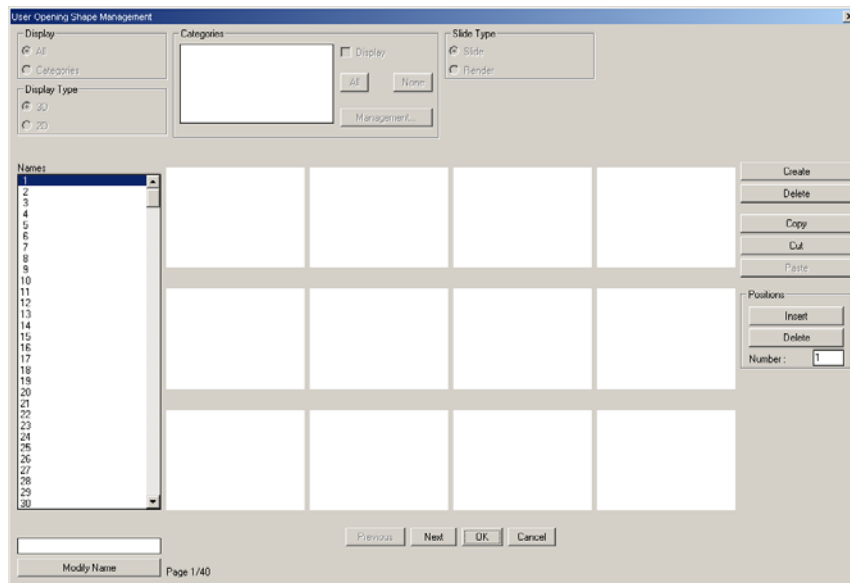 User Opening Shape Management
Display
All
Categories
Display Type
3D
2D
Categories
Display
All
None
Management...
Slide Type
Slide
Render
Names
1
2
3
4
5
6
7
8
9
10
11
12
13
14
15
16
17
18
19
20
21
22
23
24
25
26
27
28
29
30
Create
Delete
Copy
Cut
Paste
Positions
Insert
Delete
Number :
1
Previous
Next
OK
Cancel
Modify Name
Page 1/40